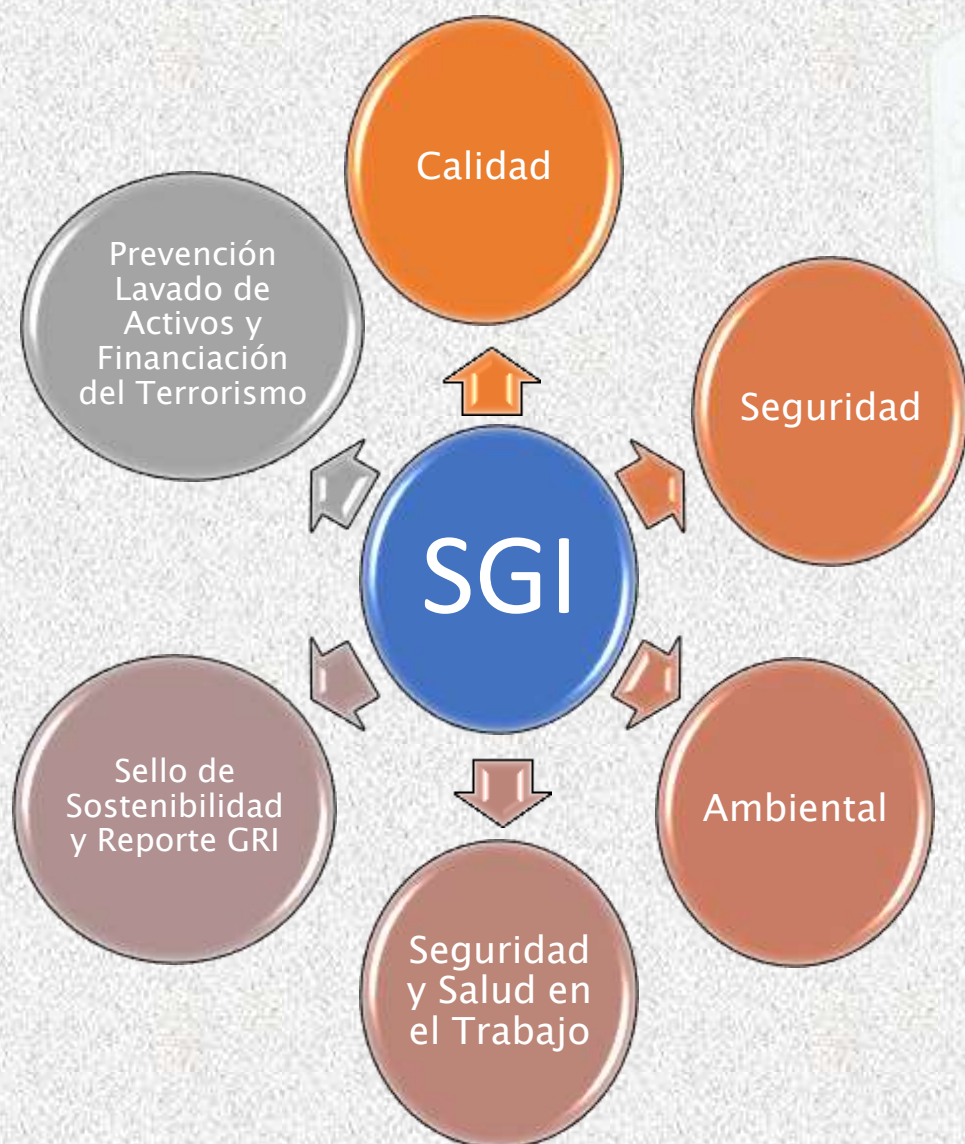 Calidad
Seguridad
Ambiental
Seguridad
y Salud en
el Trabajo
Sello de
Sostenibilidad
y Reporte GRI
Prevención
Lavado de
Activos y
Financiación
del Terrorismo
SGI